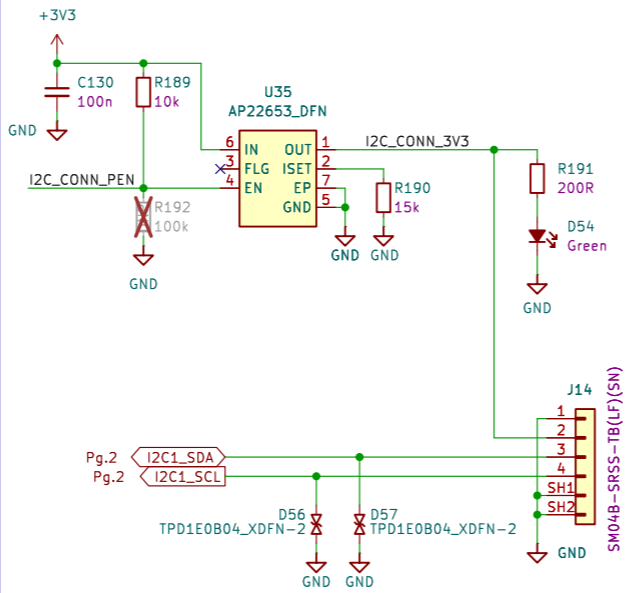 +3V3
C130
100n
GND
R189
10k
U35
AP22653_DFN
6 IN OUT 1
3 FLG ISET 2
4 EN EP 7
GND 5
I2C_CONN_3V3
I2C_CONN_PEN
R192
100k
GND
R190
15k
GND
GND
R191
200R
D54
Green
GND
J14
SM04B-SRSS-TB(LF)(SN)
1
2
3
4
SH1
SH2
GND
Pg.2 I2C1_SDA
Pg.2 I2C1_SCL
D56
TPD1E0B04_XDFN-2
D57
TPD1E0B04_XDFN-2
GND
GND